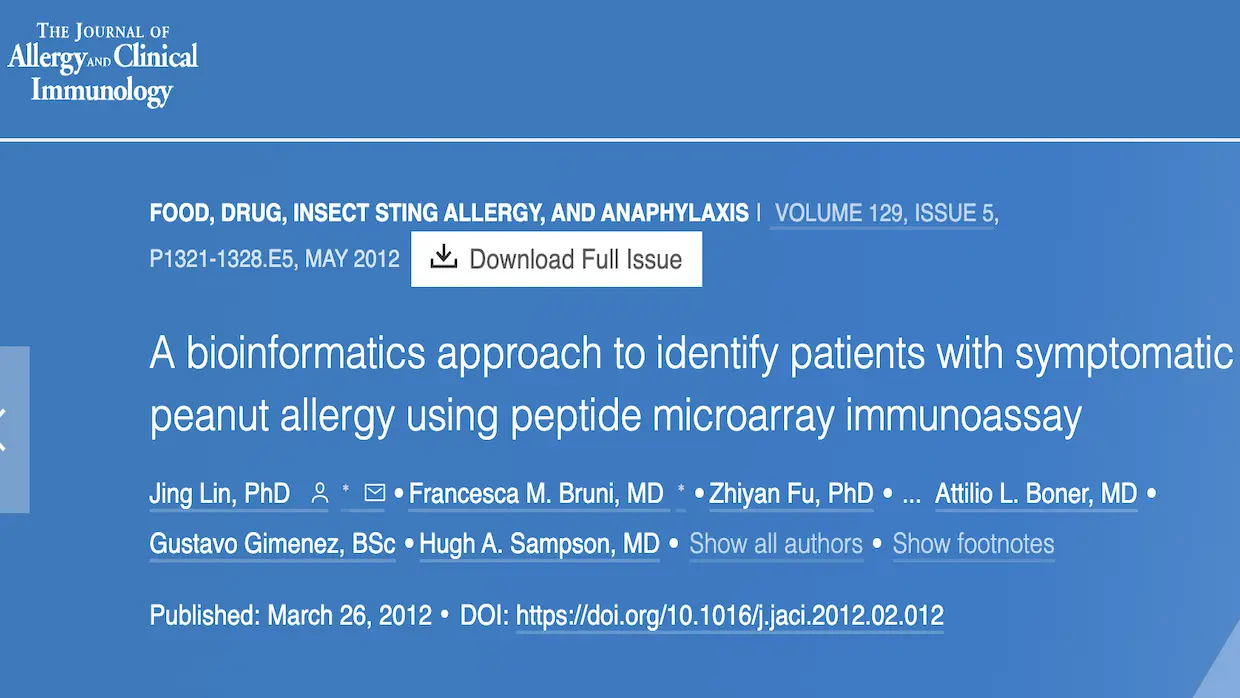 THE JOURNAL OF
Allergy AND Clinical
Immunology
FOOD, DRUG, INSECT STING ALLERGY, AND ANAPHYLAXIS | VOLUME 129, ISSUE 5,
P1321-1328.E5, MAY 2012 Download Full Issue
A bioinformatics approach to identify patients with symptomatic
peanut allergy using peptide microarray immunoassay
Jing Lin, PhD * • Francesca M. Bruni, MD * • Zhiyan Fu, PhD • ... Attilio L. Boner, MD •
Gustavo Gimenez, BSc • Hugh A. Sampson, MD • Show all authors • Show footnotes
Published: March 26, 2012 • DOI: https://doi.org/10.1016/j.jaci.2012.02.012